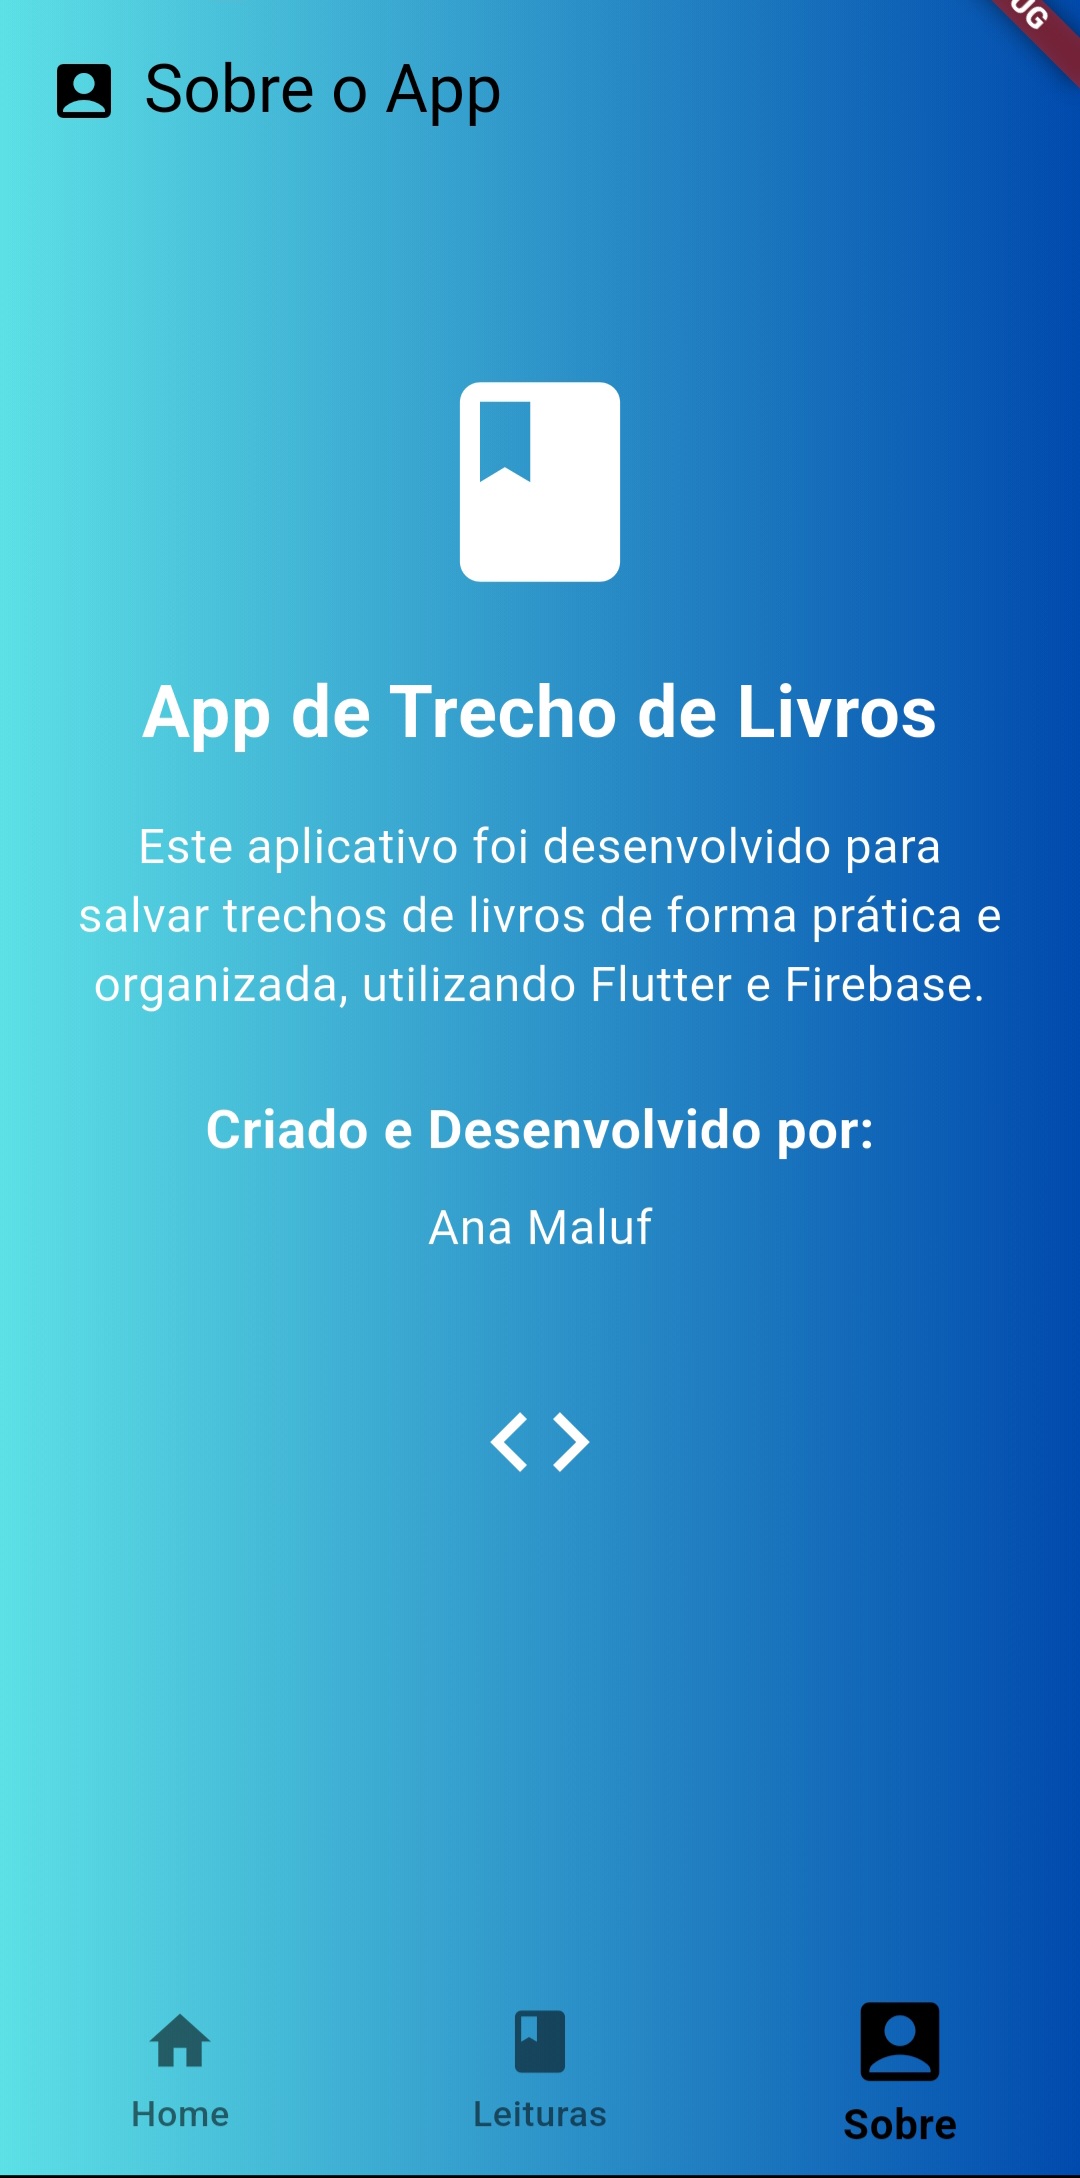 Sobre o App
App de Trecho de Livros
Este aplicativo foi desenvolvido para
salvar trechos de livros de forma prática e
organizada, utilizando Flutter e Firebase.
Criado e Desenvolvido por:
Ana Maluf
Home
Leituras
Sobre